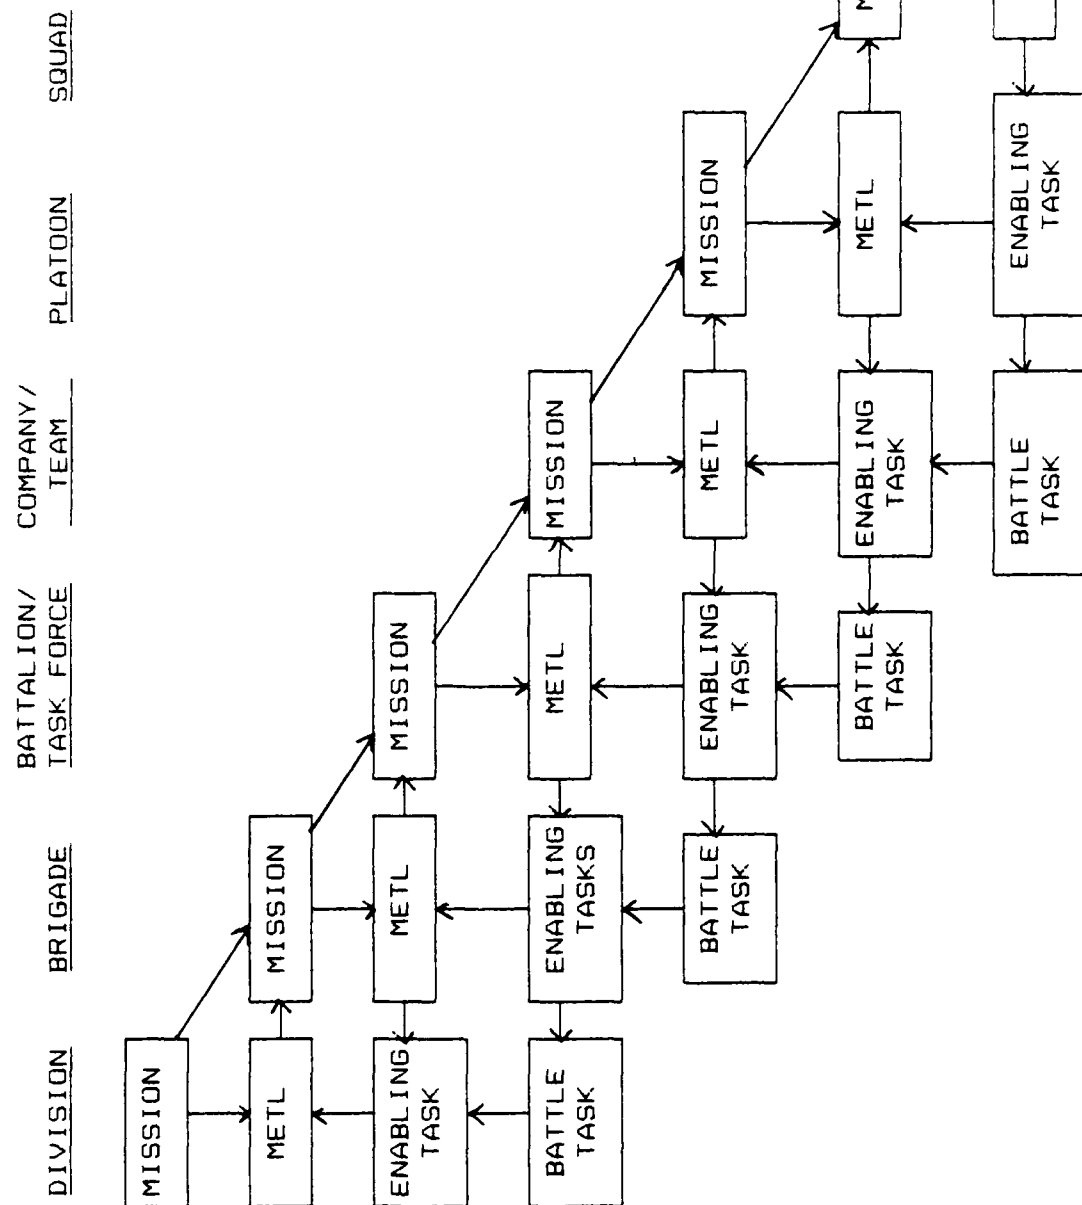 DIVISION
BRIGADE
BATTALION/
TASK FORCE
COMPANY/
TEAM
PLATOON
SQUAD
MISSION
METL
ENABLING
TASK
BATTLE
TASK
MISSION
METL
ENABLING
TASKS
BATTLE
TASK
MISSION
METL
ENABLING
TASK
BATTLE
TASK
MISSION
METL
ENABLING
TASK
BATTLE
TASK
MISSION
METL
ENABLING
TASK